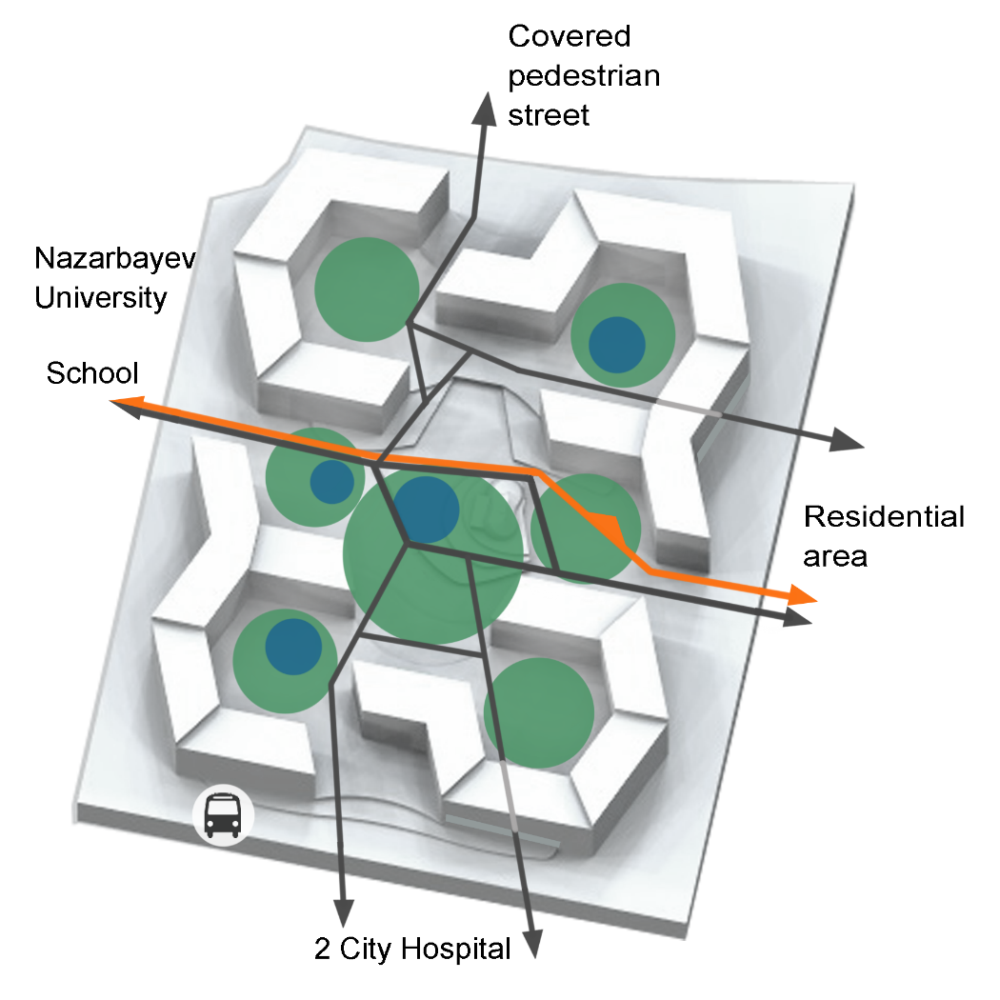 Covered
pedestrian
street
Nazarbayev
University
School
Residential
area
2 City Hospital